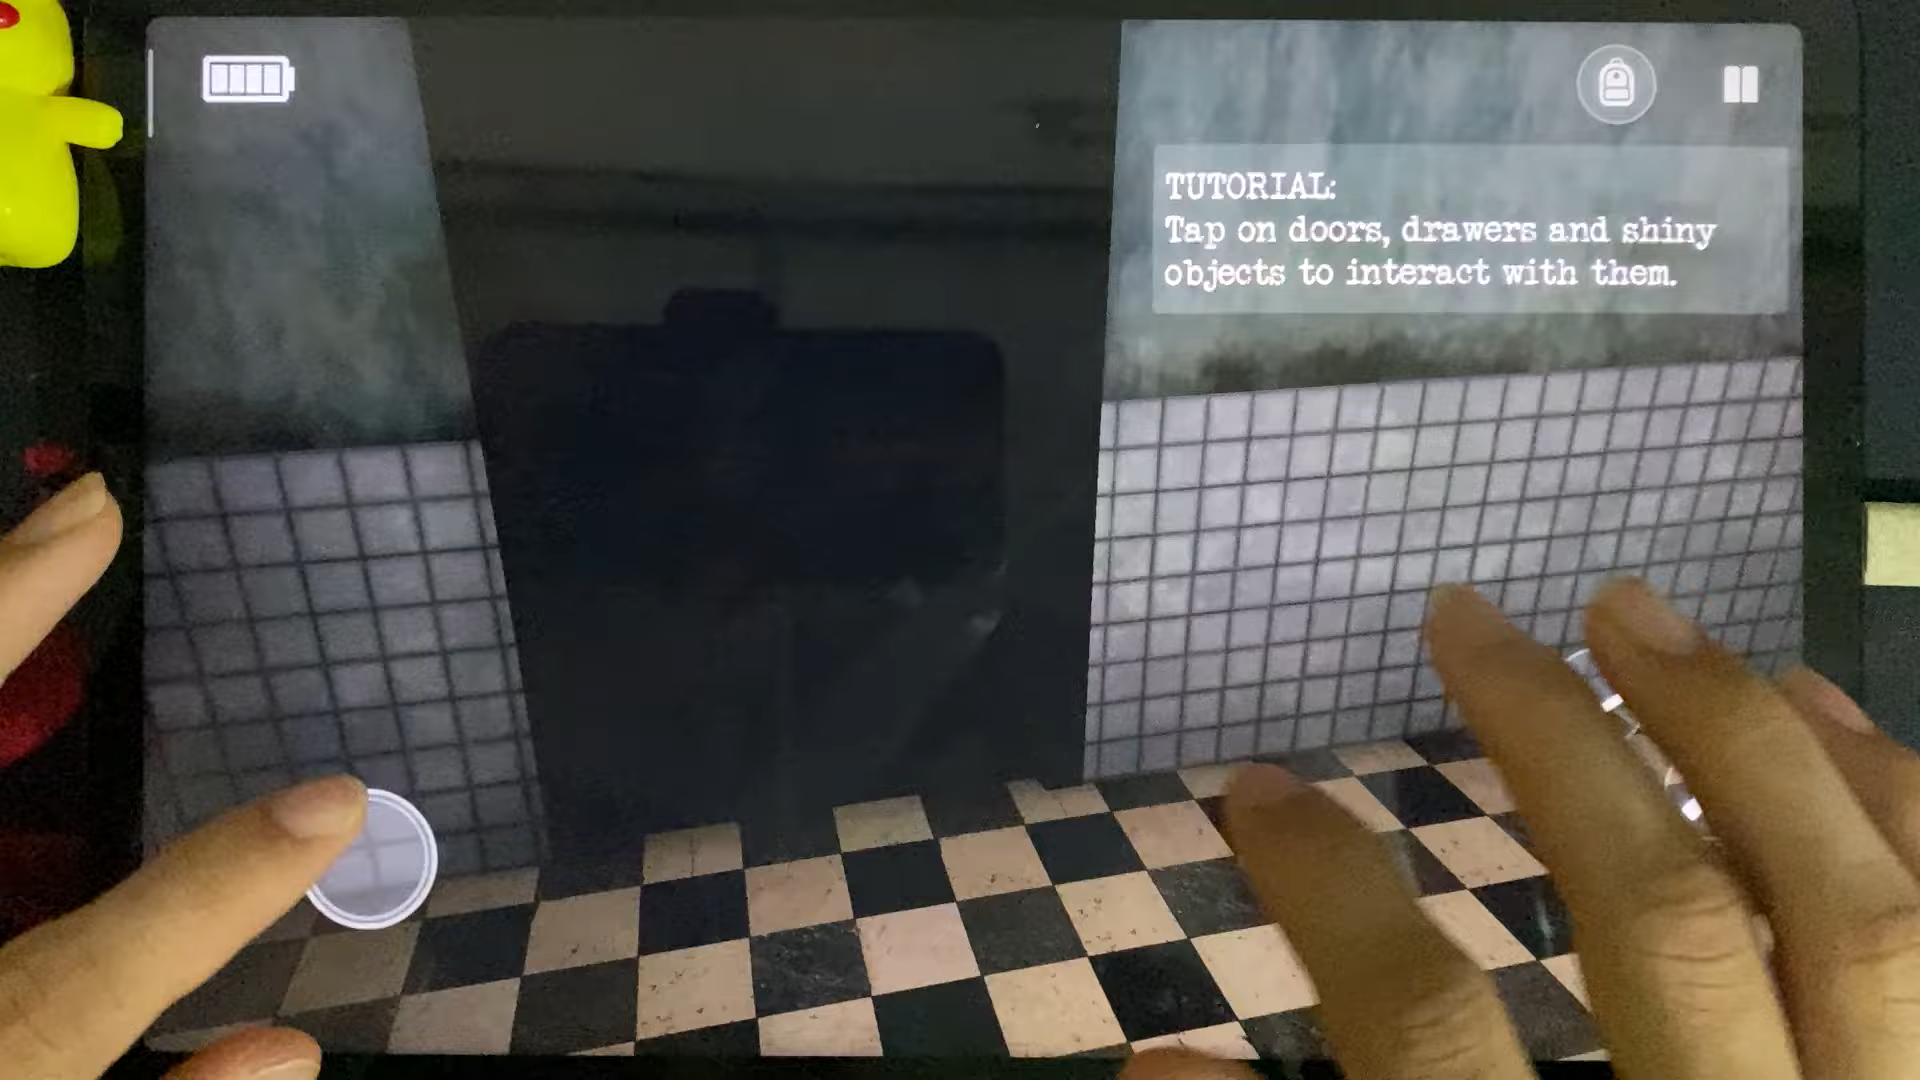 TUTORIAL:
Tap on doors, drawers and shiny
objects to interact with them.